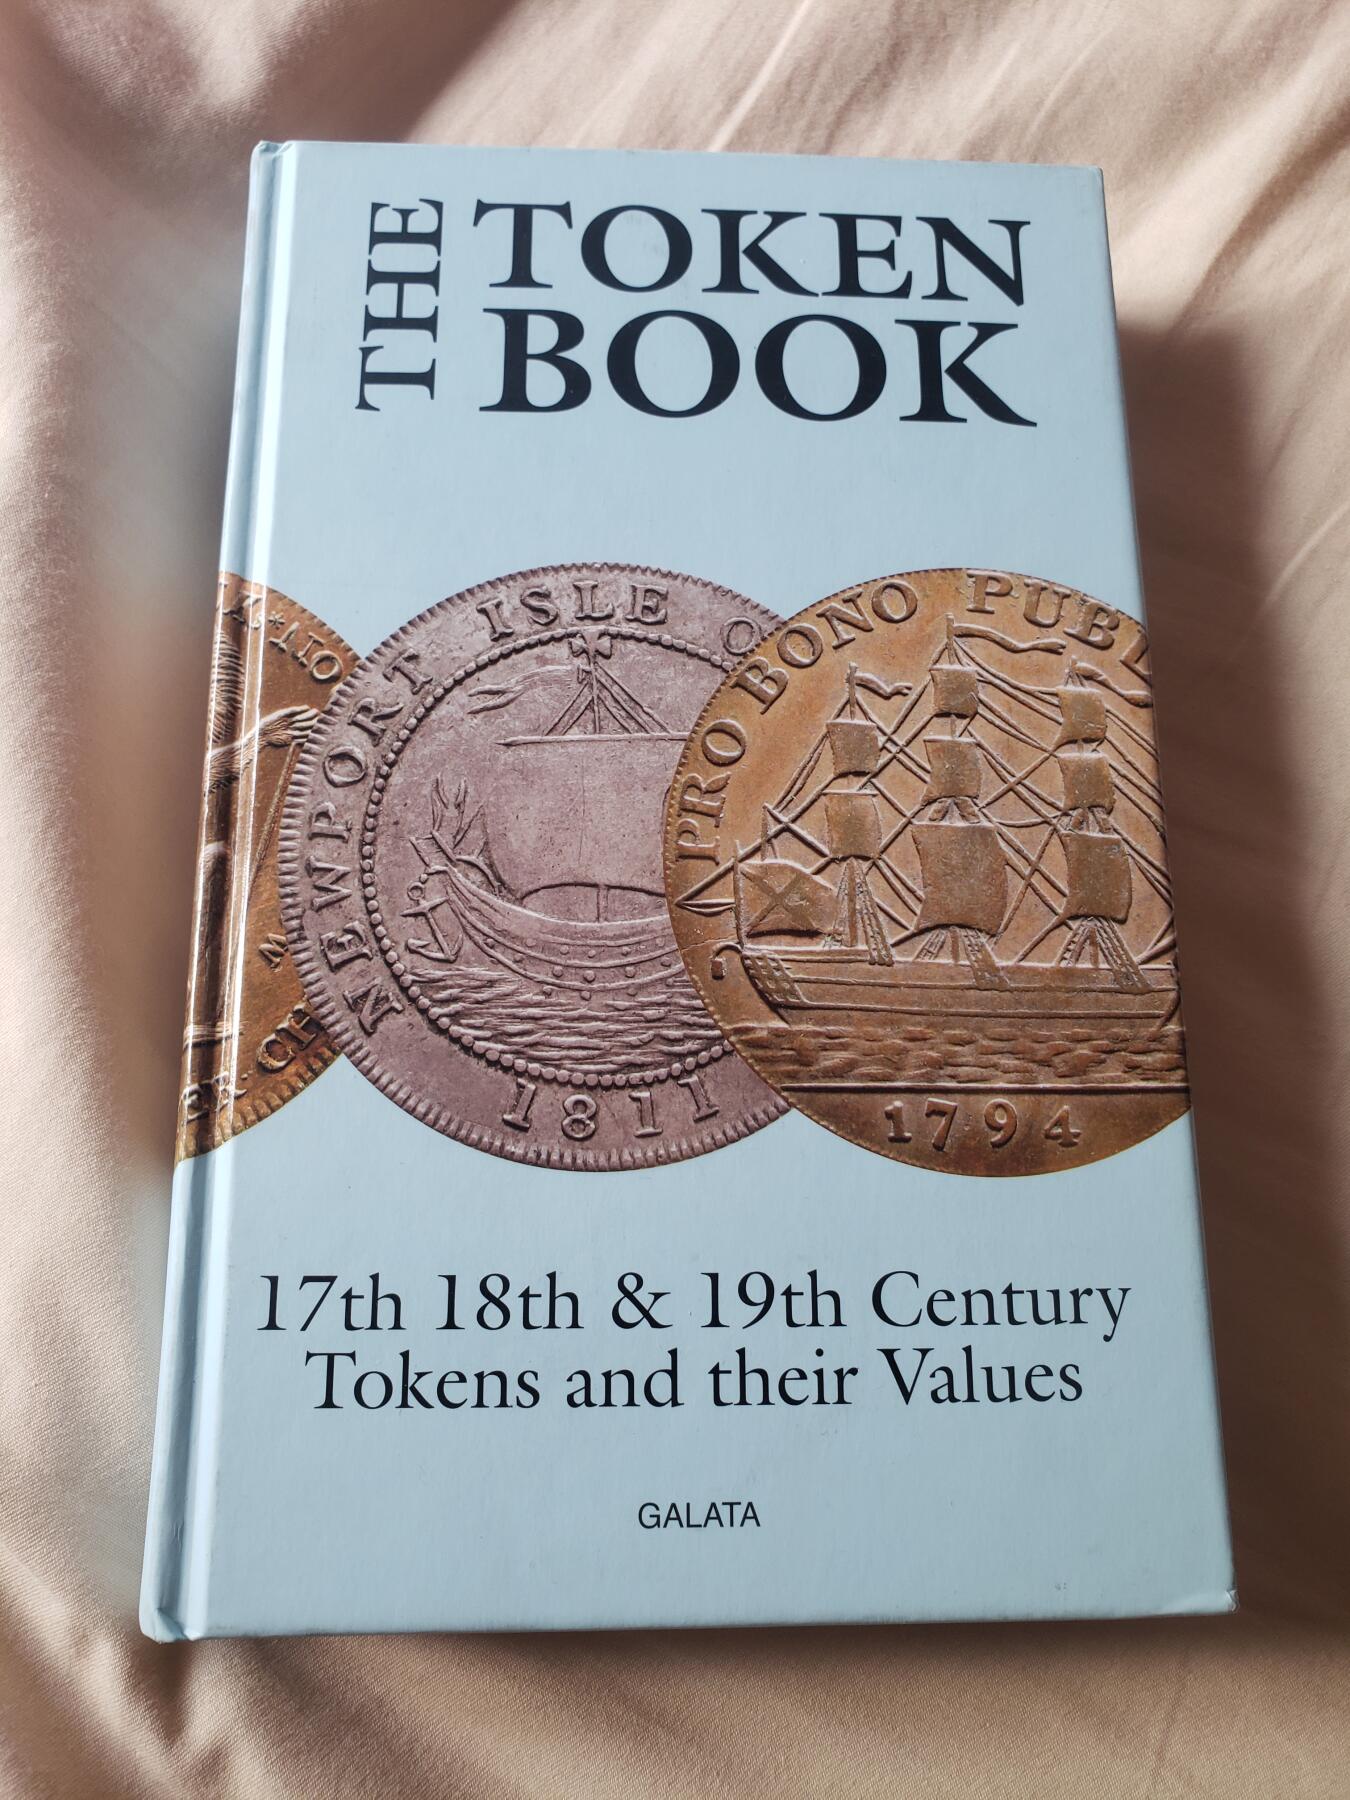 THE TOKEN
BOOK
NEWPORT ISLE O
1811
PRO BONO PUBL
1794
17th 18th & 19th Century
Tokens and their Values
GALATA